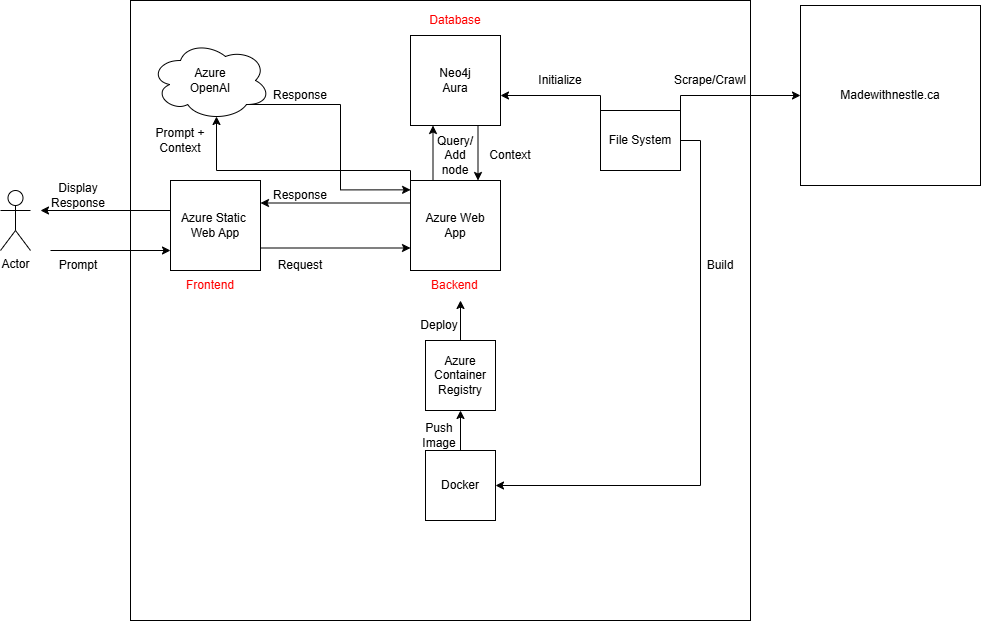 Database
Azure
OpenAI
Neo4j
Aura
Initialize
Scrape/Crawl
Madewithnestle.ca
Response
File System
Prompt +
Context
Query/
Add
node
Context
Display
Response
Response
Azure Static
Web App
Azure Web
App
Actor
Prompt
Request
Build
Frontend
Backend
Deploy
Azure
Container
Registry
Push
Image
Docker